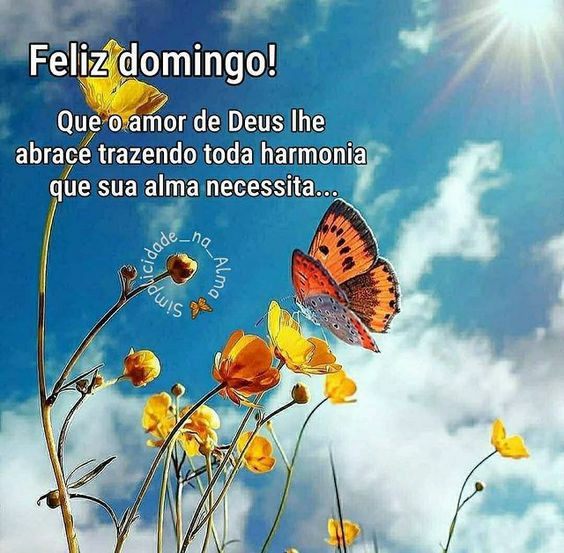 Feliz domingo!
Que o amor de Deus lhe
abrace trazendo toda harmonia
que sua alma necessita...
Simplicidade_na_Alma